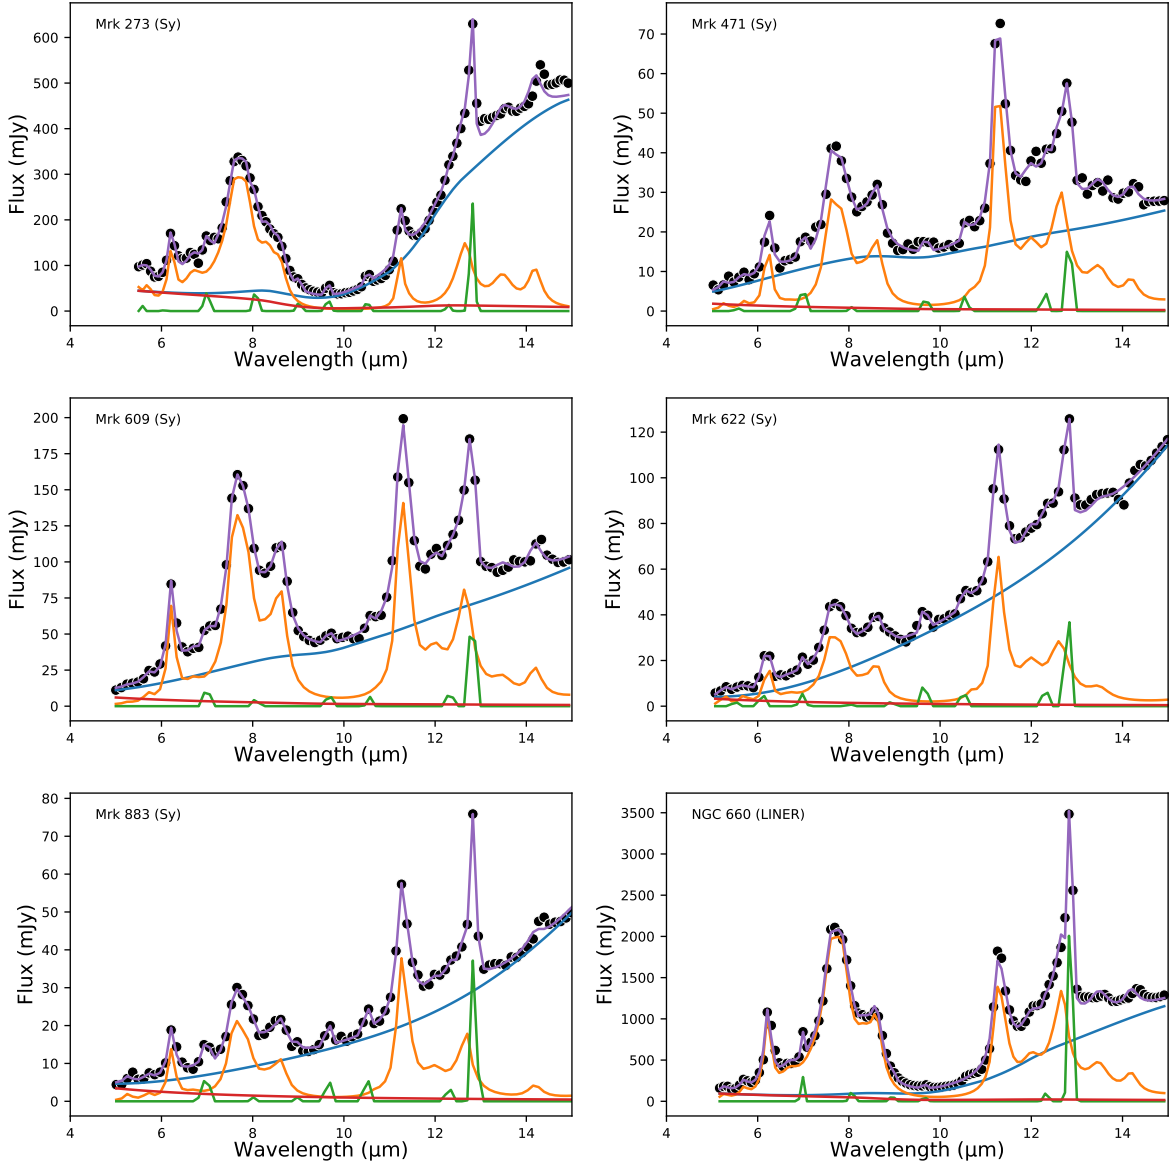 Mrk 273 (Sy)
Flux (mJy)
600
500
400
300
200
100
0
4 6 8 10 12 14
Wavelength (μm)
Mrk 471 (Sy)
Flux (mJy)
70
60
50
40
30
20
10
0
4 6 8 10 12 14
Wavelength (μm)
Mrk 609 (Sy)
Flux (mJy)
200
175
150
125
100
75
50
25
0
4 6 8 10 12 14
Wavelength (μm)
Mrk 622 (Sy)
Flux (mJy)
120
100
80
60
40
20
0
4 6 8 10 12 14
Wavelength (μm)
Mrk 883 (Sy)
Flux (mJy)
80
70
60
50
40
30
20
10
0
4 6 8 10 12 14
Wavelength (μm)
NGC 660 (LINER)
Flux (mJy)
3500
3000
2500
2000
1500
1000
500
0
4 6 8 10 12 14
Wavelength (μm)